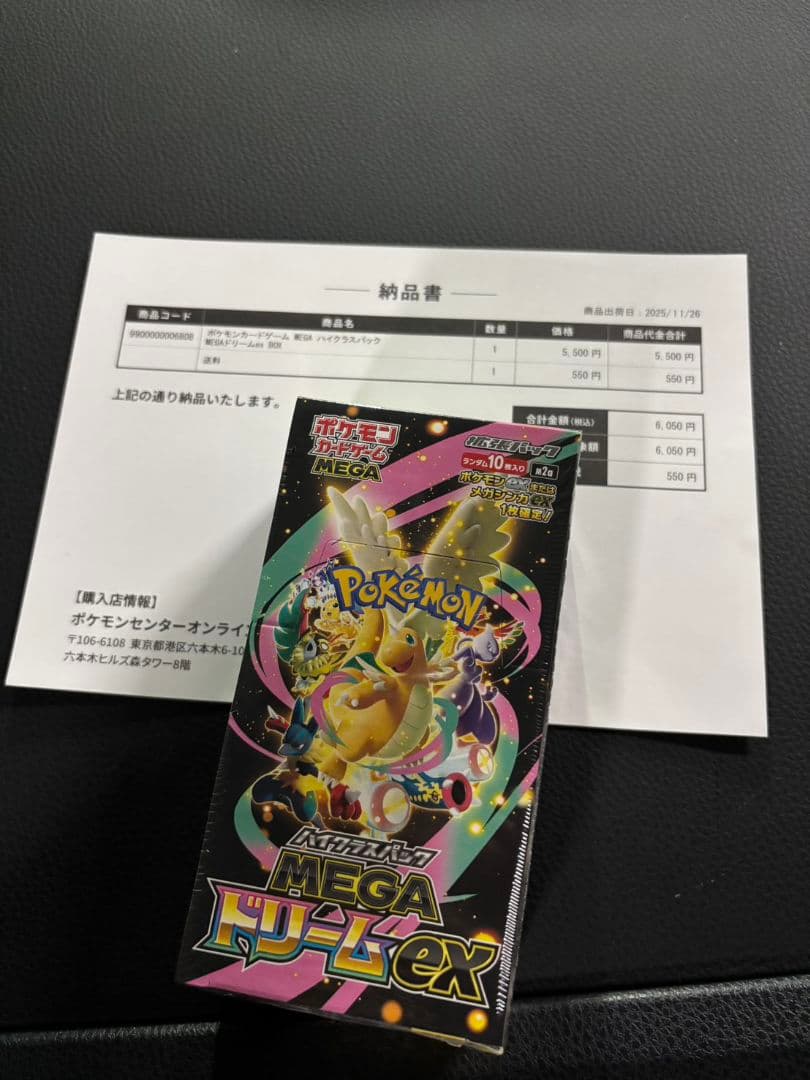 納品書
商品出荷日：2025/11/26
商品コード 商品名 数量 価格 商品代金合計
9900000006808 ポケモンカードゲーム MEGA ハイクラスパック
MEGAドリームex BOX 1 5,500 円 5,500 円
送料 1 550 円 550 円
上記の通り納品いたします。
合計金額(税込) 6,050 円
額 6,050 円
550 円
【購入店情報】
ポケモンセンターオンライ
〒106-6108 東京都港区六本木6-10
六本木ヒルズ森タワー8階
ポケモン
カードゲーム
MEGA
拡張パック
ランダム10枚入り
ポケモンexまたは
メガシンカex
1枚確定!
POKÉMON
ハイクラスパック
MEGA
ドリームex